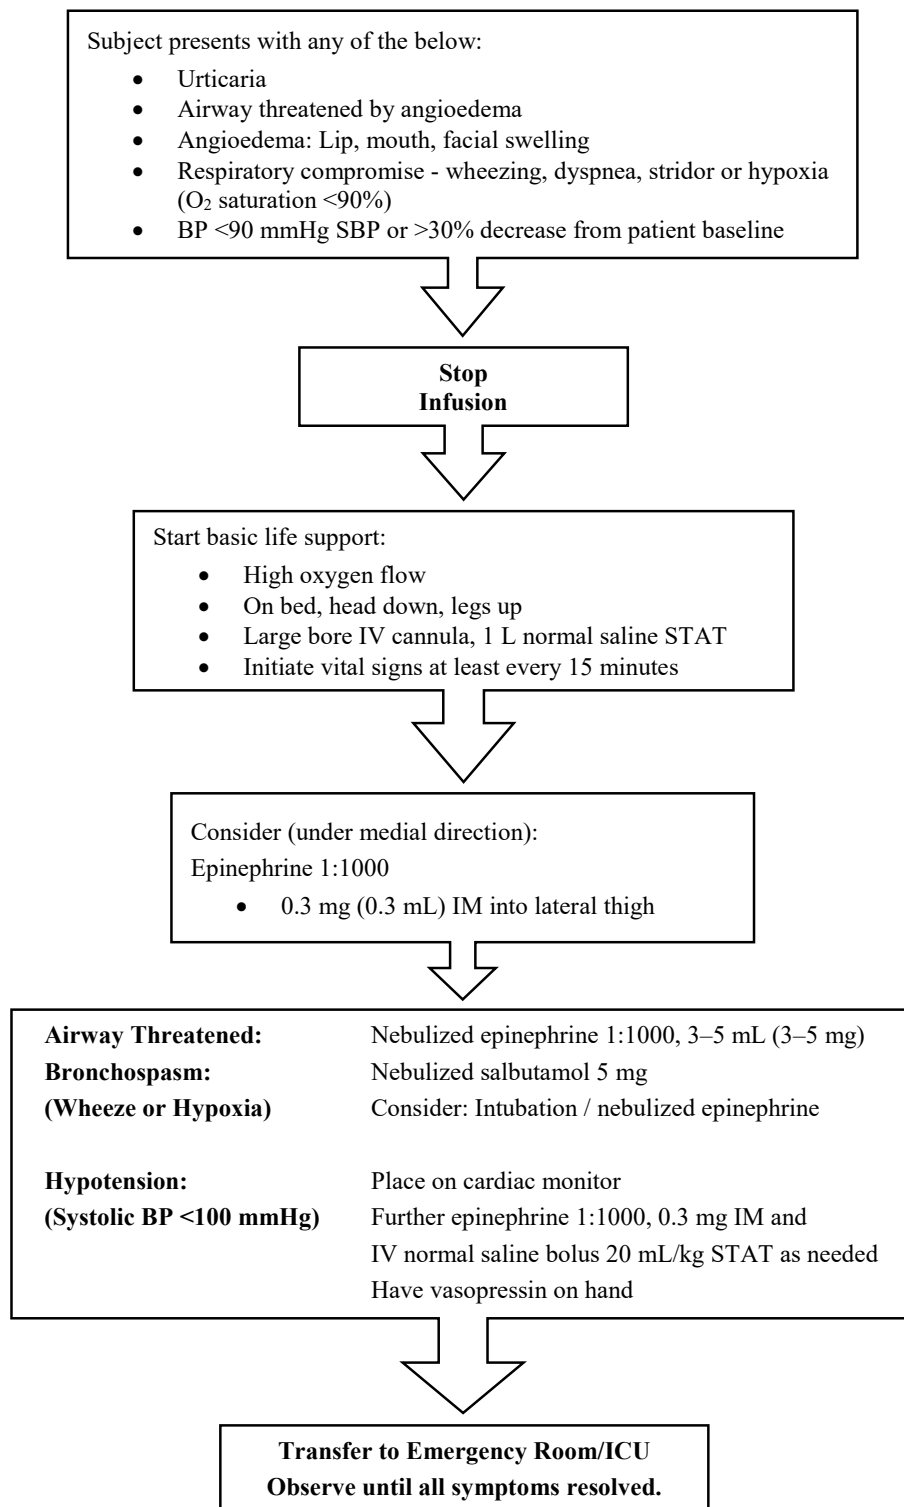 Subject presents with any of the below:
• Urticaria
• Airway threatened by angioedema
• Angioedema: Lip, mouth, facial swelling
• Respiratory compromise - wheezing, dyspnea, stridor or hypoxia
(O₂ saturation <90%)
• BP <90 mmHg SBP or >30% decrease from patient baseline
Stop
Infusion
Start basic life support:
• High oxygen flow
• On bed, head down, legs up
• Large bore IV cannula, 1 L normal saline STAT
• Initiate vital signs at least every 15 minutes
Consider (under medial direction):
Epinephrine 1:1000
• 0.3 mg (0.3 mL) IM into lateral thigh
Airway Threatened: Nebulized epinephrine 1:1000, 3–5 mL (3–5 mg)
Bronchospasm: Nebulized salbutamol 5 mg
(Wheeze or Hypoxia) Consider: Intubation / nebulized epinephrine
Hypotension: Place on cardiac monitor
(Systolic BP <100 mmHg) Further epinephrine 1:1000, 0.3 mg IM and
IV normal saline bolus 20 mL/kg STAT as needed
Have vasopressin on hand
Transfer to Emergency Room/ICU
Observe until all symptoms resolved.